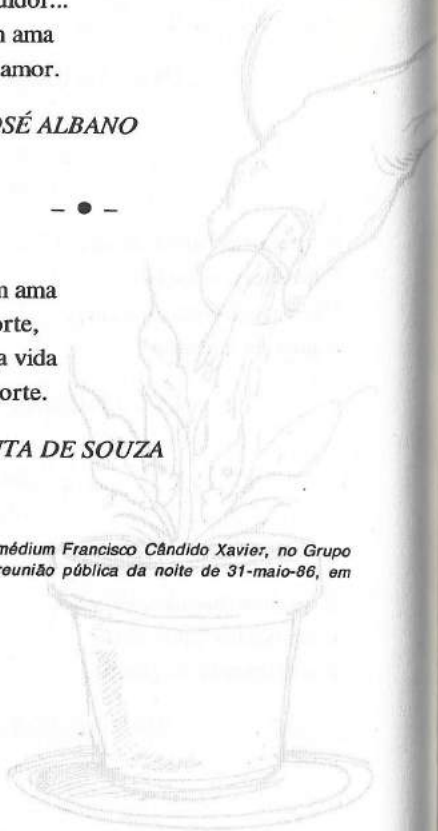 ama
amor.
OSÉ ALBANO
– ● –
ama
orte,
a vida
orte.
TA DE SOUZA
médium Francisco Cândido Xavier, no Grupo
reunião pública da noite de 31-maio-86, em